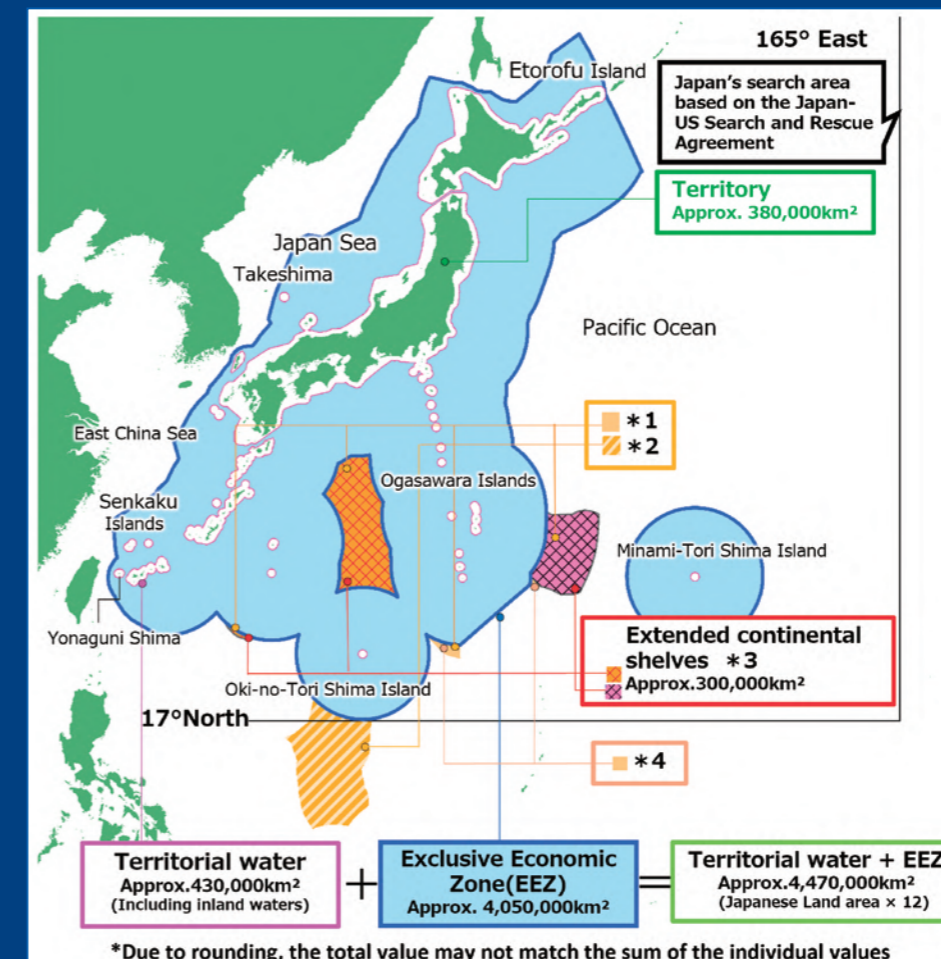 165° East
Etorofu Island
Japan's search area
based on the Japan-
US Search and Rescue
Agreement
Territory
Approx. 380,000km²
Japan Sea
Takeshima
Pacific Ocean
*1
*2
East China Sea
Ogasawara Islands
Senkaku
Islands
Minami-Tori Shima Island
Yonaguni Shima
Extended continental
shelves *3
Approx.300,000km²
Oki-no-Tori Shima Island
17°North
*4
Territorial water
Approx.430,000km²
(Including inland waters)
+
Exclusive Economic
Zone(EEZ)
Approx. 4,050,000km²
=
Territorial water + EEZ
Approx.4,470,000km²
(Japanese Land area × 12)
*Due to rounding, the total value may not match the sum of the individual values